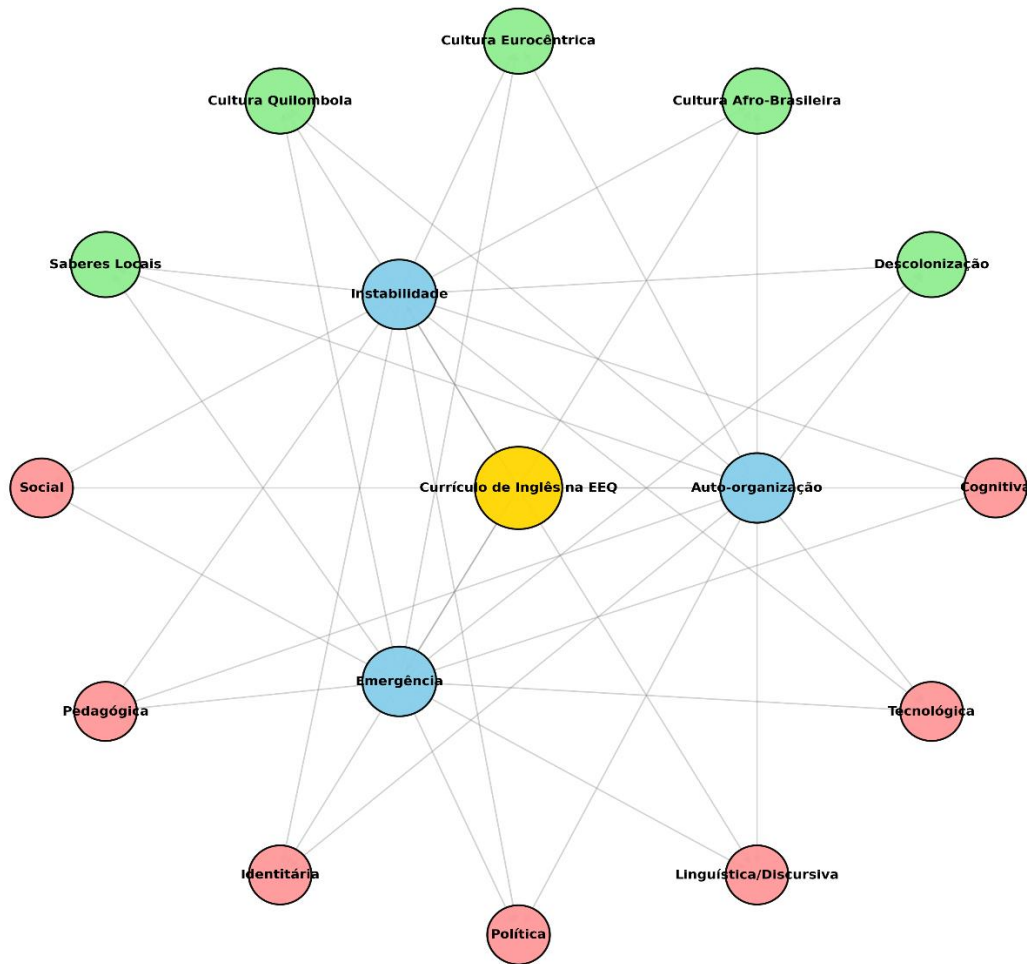 Cultura Eurocêntrica
Cultura Quilombola
Cultura Afro-Brasileira
Saberes Locais
Descolonização
Instabilidade
Social
Currículo de Inglês na EEQ
Auto-organização
Cognitiva
Emergência
Pedagógica
Tecnológica
Identitária
Linguística/Discursiva
Política